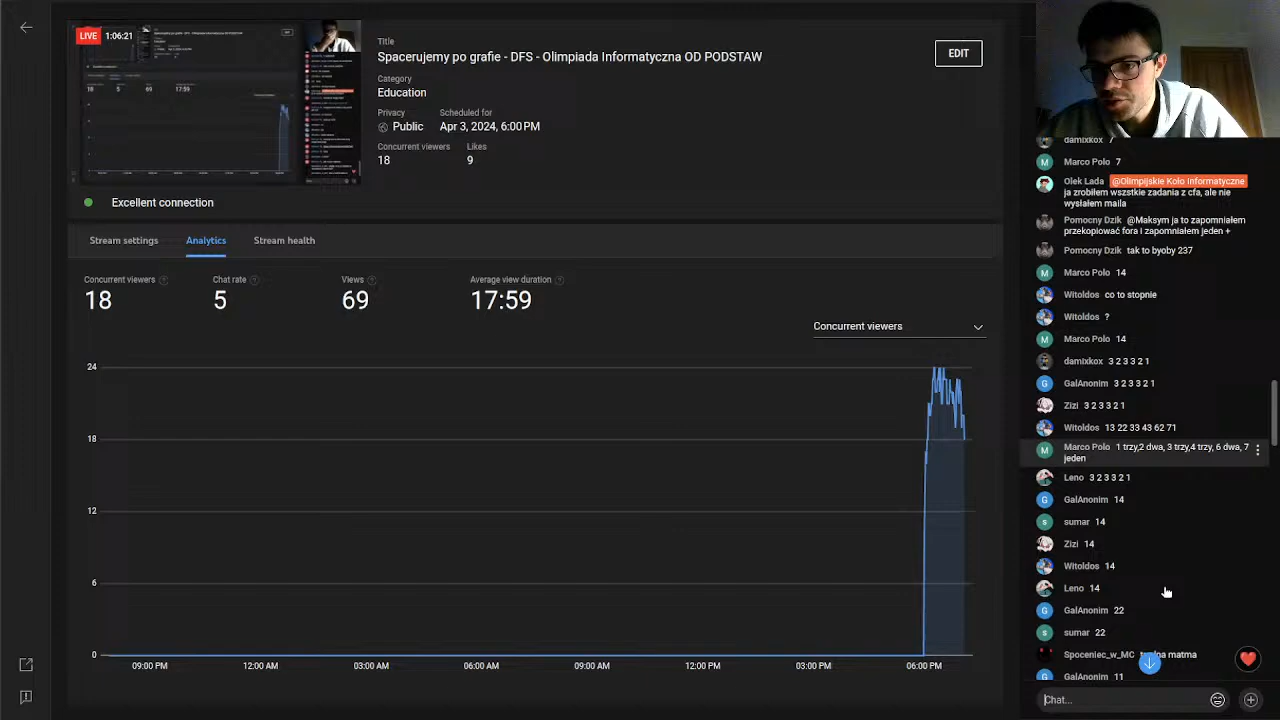 LIVE 1:06:21
Title
Spacerujemy po grafie - DFS - Olimpiada Informatyczna OD PODST
EDIT
Category
Education
Privacy
Scheduled for
Public
Apr 3, 2024, 6:00 PM
Concurrent viewers
Likes
18
9
Excellent connection
Stream settings
Analytics
Stream health
Concurrent viewers
Chat rate
Views
Average view duration
18
5
69
17:59
Concurrent viewers
24
18
12
6
0
09:00 PM
12:00 AM
03:00 AM
06:00 AM
09:00 AM
12:00 PM
03:00 PM
06:00 PM
damixkox 7
Marco Polo 7
Olek Lada @Olimpijskie Koło Informatyczne
ja zrobiłem wszstkie zadania z cfa, ale nie
wysłałem maila
Pomocny Dzik @Maksym ja to zapomniałem
przekopiować fora i zapomniałem jeden +
Pomocny Dzik tak to byoby 237
Marco Polo 14
Witoldos co to stopnie
Witoldos ?
Marco Polo 14
damixkox 3 2 3 3 2 1
GalAnonim 3 2 3 3 2 1
Zizi 3 2 3 3 2 1
Witoldos 13 22 33 43 62 71
Marco Polo 1 trzy,2 dwa, 3 trzy,4 trzy, 6 dwa, 7
jeden
Leno 3 2 3 3 2 1
GalAnonim 14
sumar 14
Zizi 14
Witoldos 14
Leno 14
GalAnonim 22
sumar 22
Spoceniec_w_MC matma
GalAnonim 11
Chat...